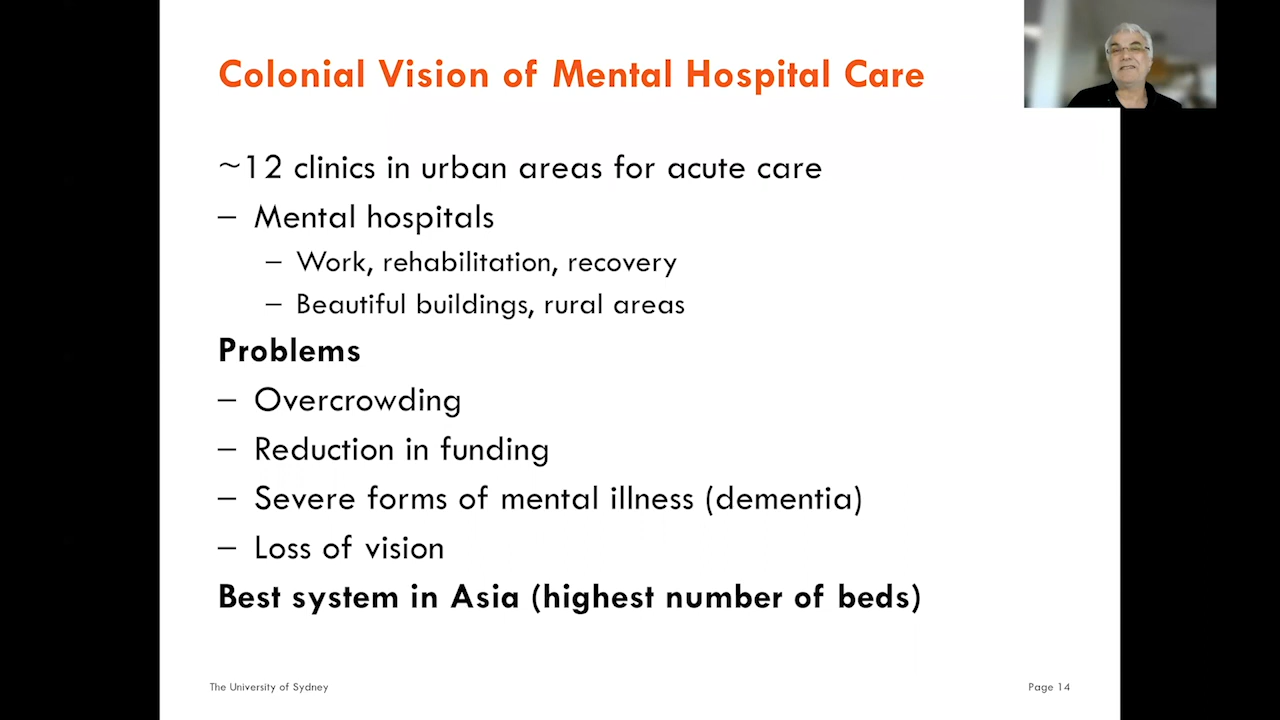 Colonial Vision of Mental Hospital Care
~12 clinics in urban areas for acute care
– Mental hospitals
– Work, rehabilitation, recovery
– Beautiful buildings, rural areas
Problems
– Overcrowding
– Reduction in funding
– Severe forms of mental illness (dementia)
– Loss of vision
Best system in Asia (highest number of beds)
The University of Sydney
Page 14